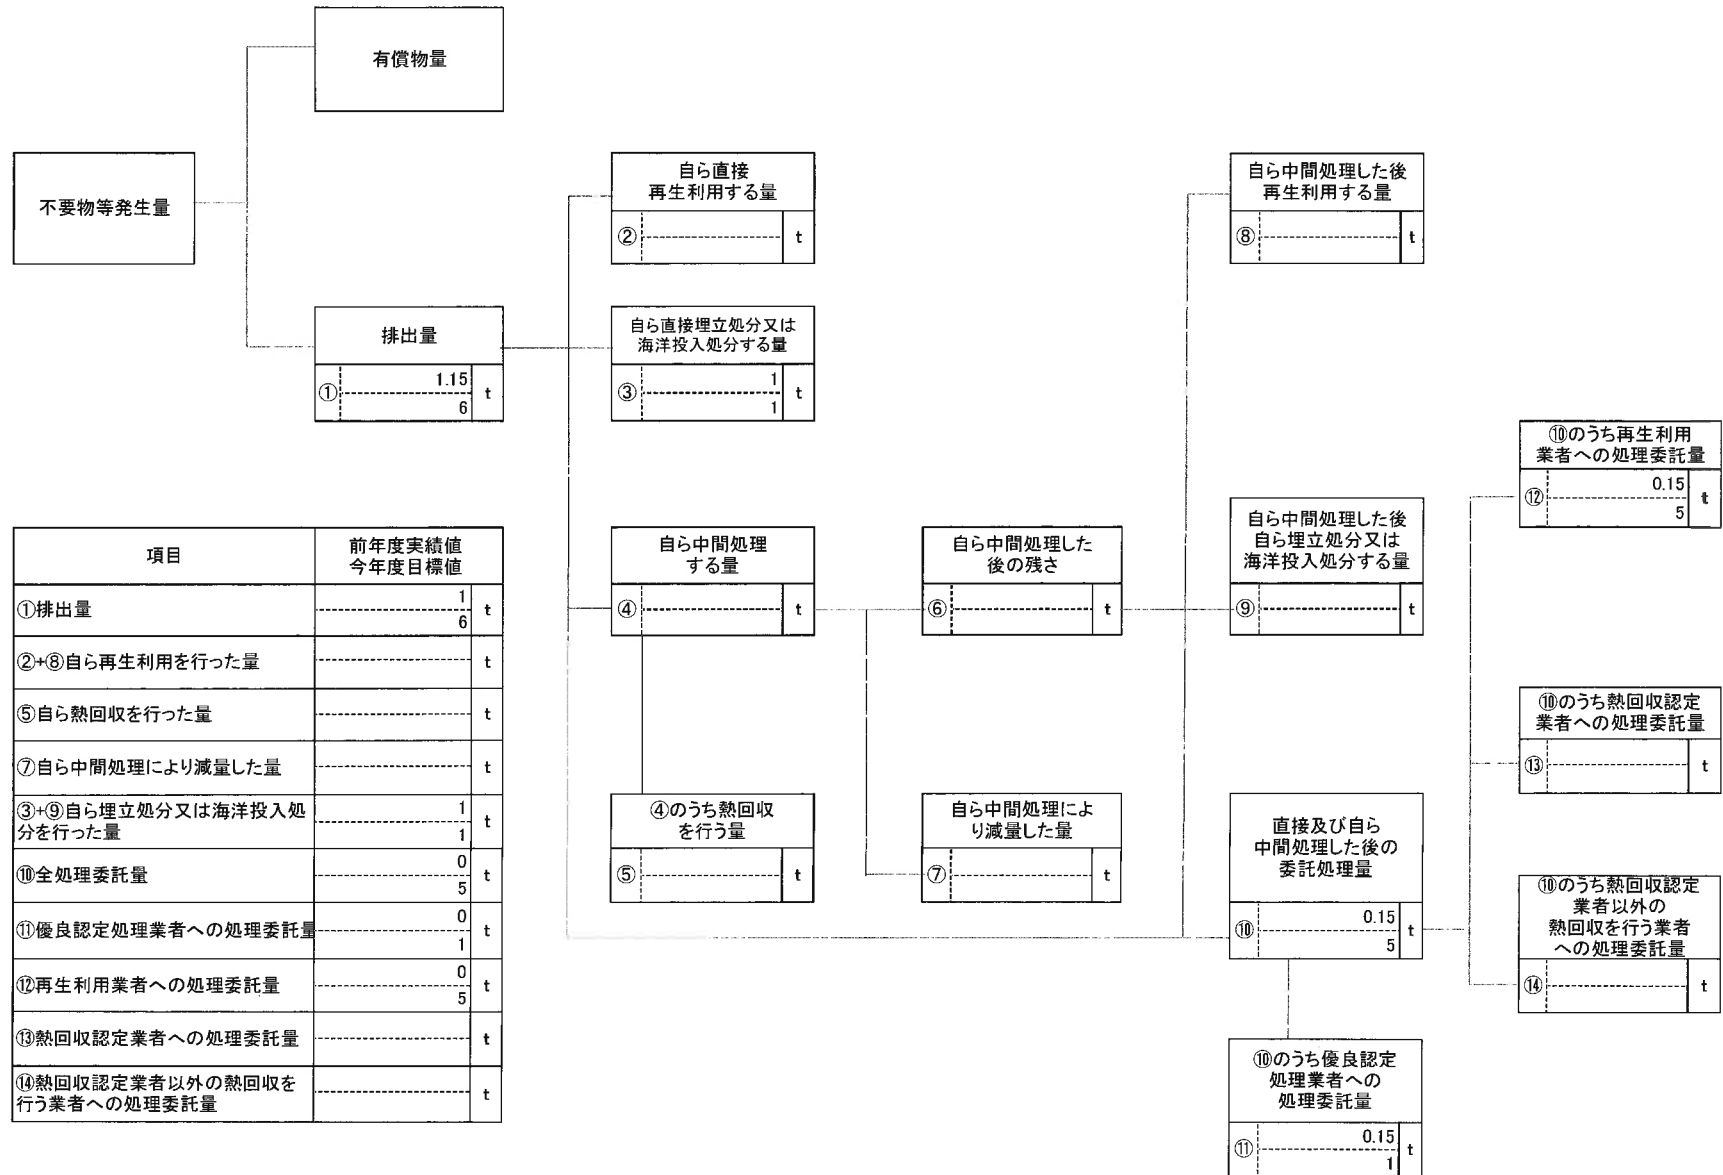 有償物量
不要物等発生量
排出量
①
1.15
6
t
自ら直接
再生利用する量
②
t
自ら直接埋立処分又は
海洋投入処分する量
③
1
1
t
自ら中間処理した後
再生利用する量
⑧
t
自ら中間処理
する量
④
t
自ら中間処理した
後の残さ
⑥
t
自ら中間処理した後
自ら埋立処分又は
海洋投入処分する量
⑨
t
④のうち熱回収
を行う量
⑤
t
自ら中間処理によ
り減量した量
⑦
t
直接及び自ら
中間処理した後の
委託処理量
⑩
0.15
5
t
⑩のうち優良認定
処理業者への
処理委託量
⑪
0.15
1
t
⑩のうち再生利用
業者への処理委託量
⑫
0.15
5
t
⑩のうち熱回収認定
業者への処理委託量
⑬
t
⑩のうち熱回収認定
業者以外の
熱回収を行う業者
への処理委託量
⑭
t
項目
前年度実績値
今年度目標値
①排出量
1
6
t
②+⑧自ら再生利用を行った量
t
⑤自ら熱回収を行った量
t
⑦自ら中間処理により減量した量
t
③+⑨自ら埋立処分又は海洋投入処
分を行った量
1
1
t
⑩全処理委託量
0
5
t
⑪優良認定処理業者への処理委託量
0
1
t
⑫再生利用業者への処理委託量
0
5
t
⑬熱回収認定業者への処理委託量
t
⑭熱回収認定業者以外の熱回収を
行う業者への処理委託量
t